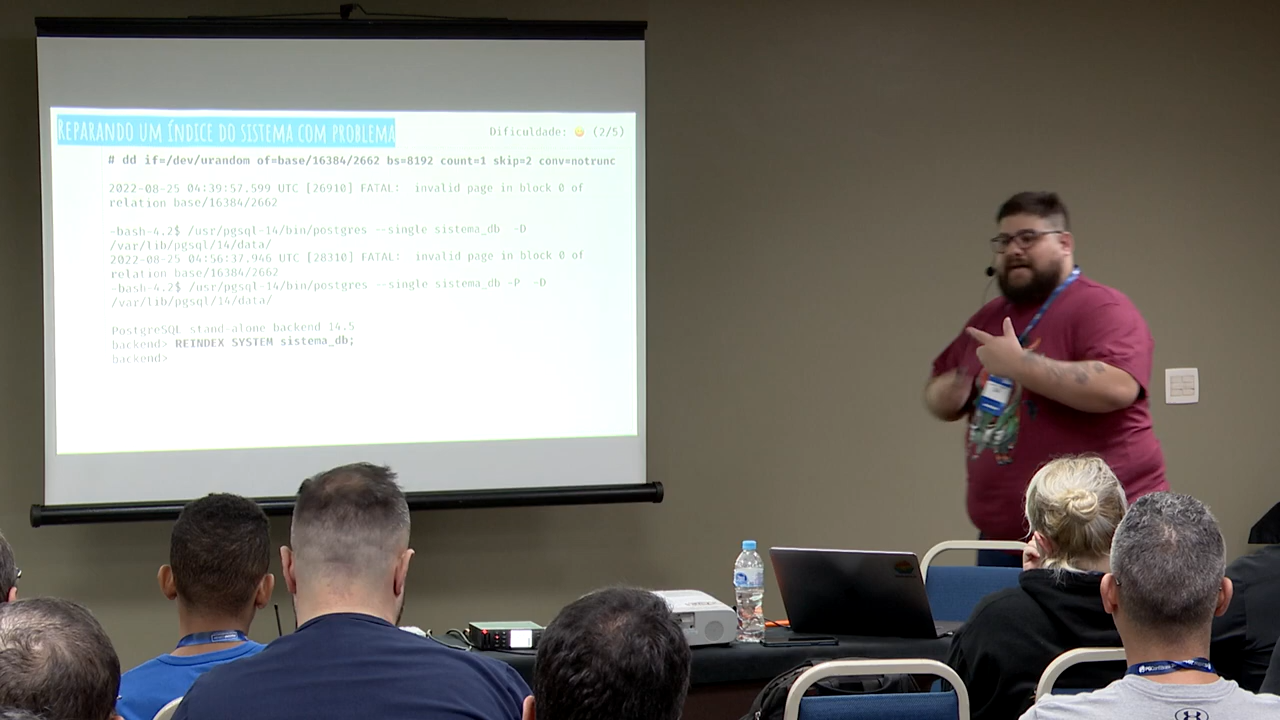 Reparando um índice do sistema com problema
Dificuldade: (2/5)
# dd if=/dev/urandom of=base/16384/2662 bs=8192 count=1 skip=2 conv=notrunc
2022-08-25 04:39:57.599 UTC [26910] FATAL:  invalid page in block 0 of
relation base/16384/2662
-bash-4.2$ /usr/pgsql-14/bin/postgres --single sistema_db  -D
/var/lib/pgsql/14/data/
2022-08-25 04:56:37.946 UTC [28310] FATAL:  invalid page in block 0 of
relation base/16384/2662
-bash-4.2$ /usr/pgsql-14/bin/postgres --single sistema_db -P  -D
/var/lib/pgsql/14/data/
PostgreSQL stand-alone backend 14.5
backend> REINDEX SYSTEM sistema_db;
backend>